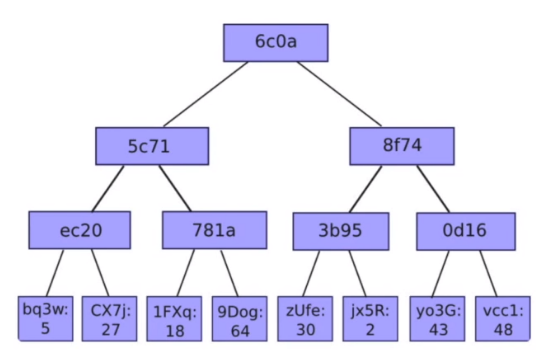 6c0a
5c71
8f74
ec20
781a
3b95
0d16
bq3w:
5
CX7j:
27
1FXq:
18
9Dog:
64
zUfe:
30
jx5R:
2
yo3G:
43
vcc1:
48